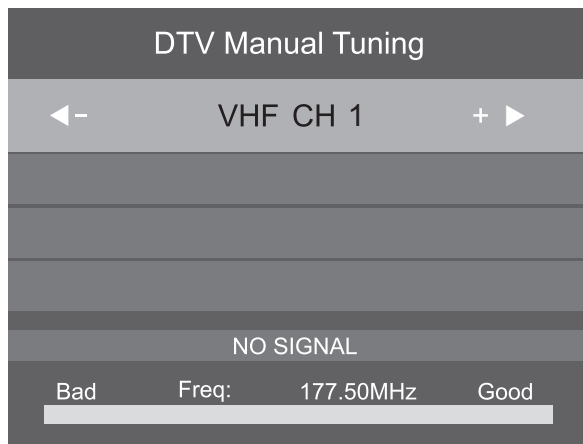 DTV Manual Tuning
◀- VHF CH 1 + ▶
NO SIGNAL
Bad Freq: 177.50MHz Good